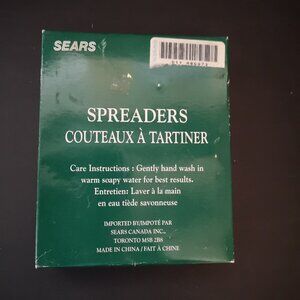 SEARS
SPREADERS
COUTEAUX À TARTINER
Care Instructions : Gently hand wash in
warm soapy water for best results.
Entretien: Laver à la main
en eau tiède savonneuse
IMPORTED BY/IMPOTÉ PAR
SEARS CANADA INC.,
TORONTO M5B 2B8
MADE IN CHINA / FAIT À CHINE